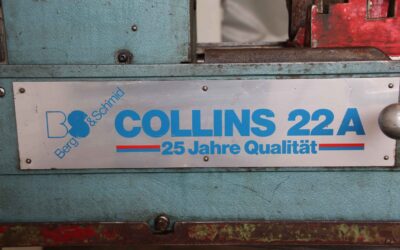 BS
Berg & Schmid
COLLINS 22A
25 Jahre Qualität